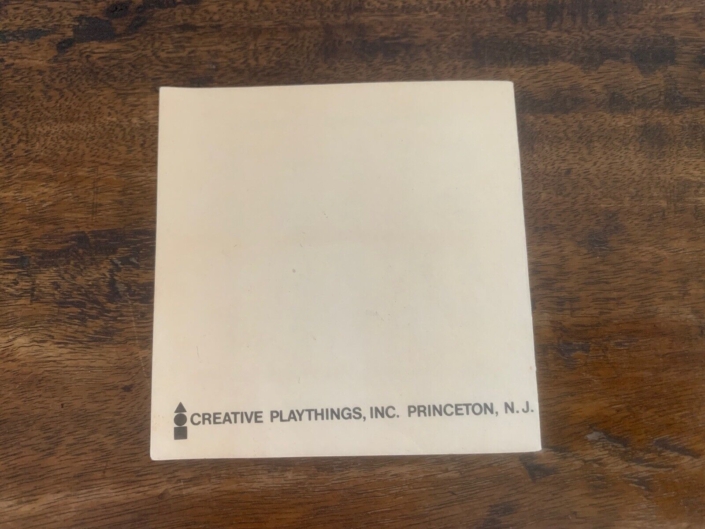 CREATIVE PLAYTHINGS, INC. PRINCETON, N.J.